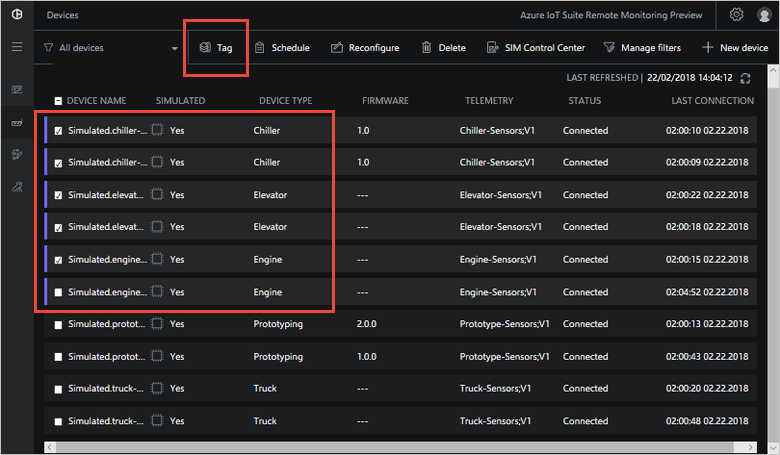 Devices Azure IoT Suite Remote Monitoring Preview
All devices Tag Schedule Reconfigure Delete SIM Control Center Manage filters New device
LAST REFRESHED | 22/02/2018 14:04:12
DEVICE NAME SIMULATED DEVICE TYPE FIRMWARE TELEMETRY STATUS LAST CONNECTION
Simulated.chiller-... Yes Chiller 1.0 Chiller-Sensors;V1 Connected 02:00:10 02.22.2018
Simulated.chiller-... Yes Chiller 1.0 Chiller-Sensors;V1 Connected 02:00:09 02.22.2018
Simulated.elevat... Yes Elevator --- Elevator-Sensors;V1 Connected 02:00:22 02.22.2018
Simulated.elevat... Yes Elevator --- Elevator-Sensors;V1 Connected 02:00:18 02.22.2018
Simulated.engine... Yes Engine --- Engine-Sensors;V1 Connected 02:00:15 02.22.2018
Simulated.engine... Yes Engine --- Engine-Sensors;V1 Connected 02:04:52 02.22.2018
Simulated.protot... Yes Prototyping 2.0.0 Prototype-Sensors;V1 Connected 02:00:13 02.22.2018
Simulated.protot... Yes Prototyping 1.0.0 Prototype-Sensors;V1 Connected 02:00:43 02.22.2018
Simulated.truck-... Yes Truck --- Truck-Sensors;V1 Connected 02:00:20 02.22.2018
Simulated.truck-... Yes Truck --- Truck-Sensors;V1 Connected 02:00:48 02.22.2018